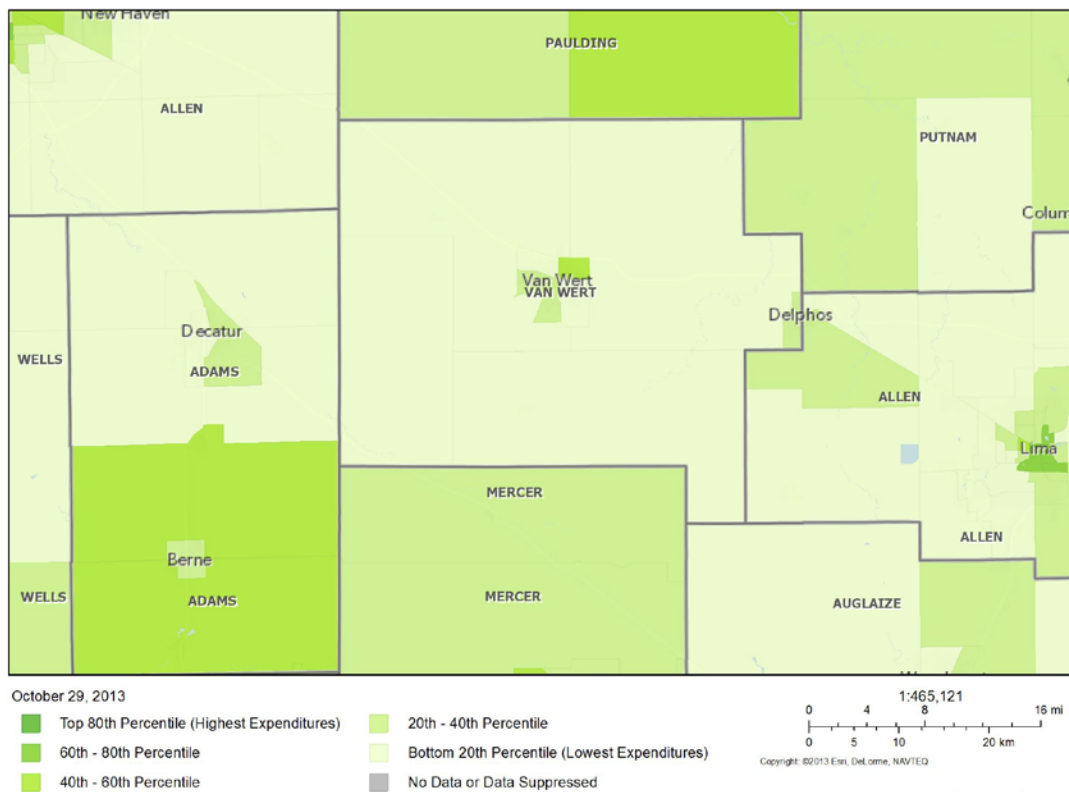 New Haven
PAULDING
ALLEN
PUTNAM
Colum
Van Wert
VAN WERT
Delphos
Decatur
WELLS
ADAMS
ALLEN
Lima
MERCER
ALLEN
Berne
WELLS
ADAMS
MERCER
AUGLAIZE
October 29, 2013
1:465,121
Top 80th Percentile (Highest Expenditures)
60th - 80th Percentile
40th - 60th Percentile
20th - 40th Percentile
Bottom 20th Percentile (Lowest Expenditures)
No Data or Data Suppressed
0 4 8 16 mi
0 5 10 20 km
Copyright: ©2013 Esri, DeLorme, NAVTEQ